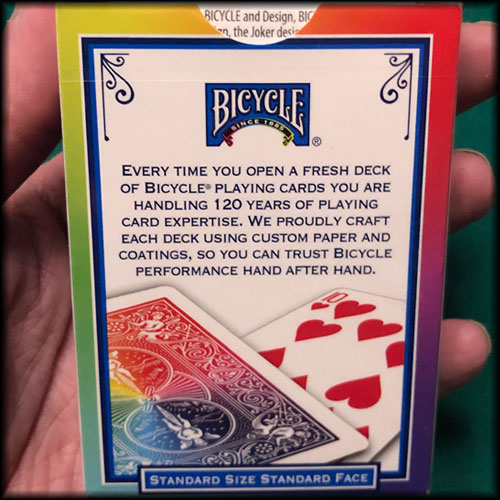 BICYCLE and Design, BIC
gn, the Joker desi
BICYCLE
SINCE 1885
®
EVERY TIME YOU OPEN A FRESH DECK
OF BICYCLE® PLAYING CARDS YOU ARE
HANDLING 120 YEARS OF PLAYING
CARD EXPERTISE. WE PROUDLY CRAFT
EACH DECK USING CUSTOM PAPER AND
COATINGS, SO YOU CAN TRUST BICYCLE
PERFORMANCE HAND AFTER HAND.
10
STANDARD SIZE STANDARD FACE